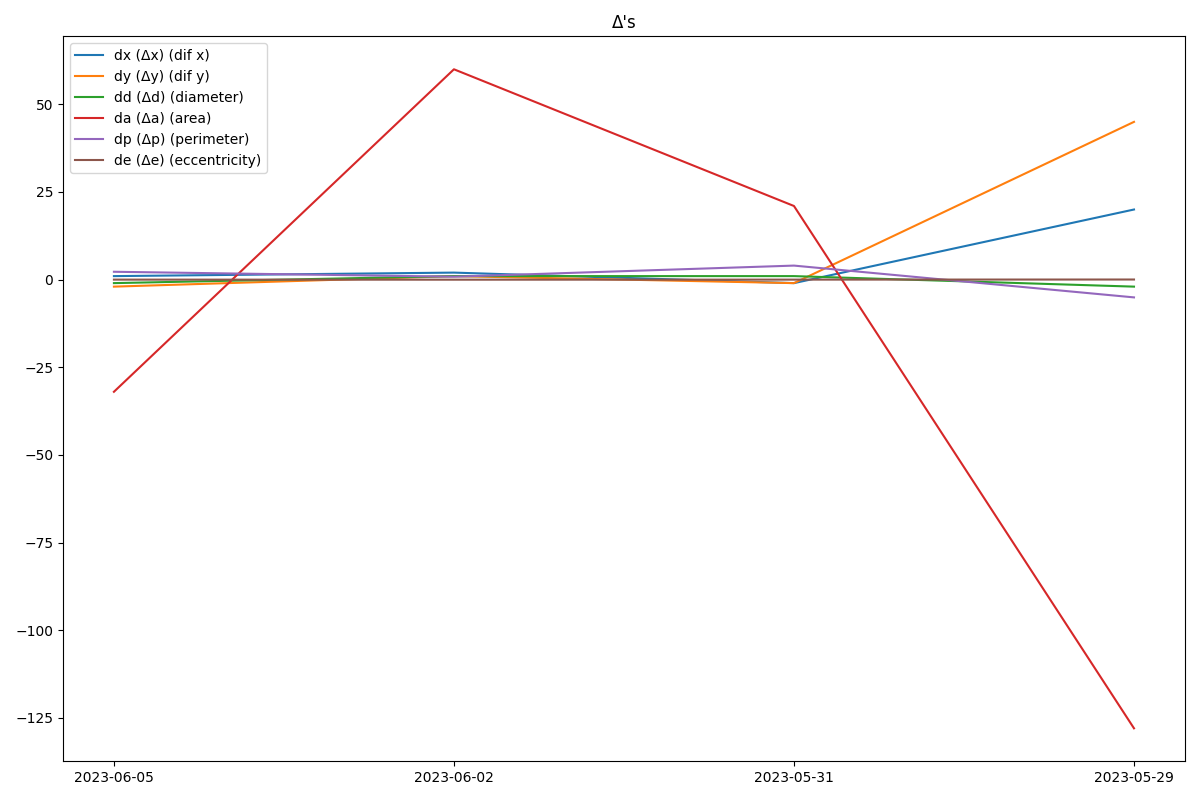 Δ's
dx (Δx) (dif x)
dy (Δy) (dif y)
dd (Δd) (diameter)
da (Δa) (area)
dp (Δp) (perimeter)
de (Δe) (eccentricity)
50
25
0
−25
−50
−75
−100
−125
2023-06-05 2023-06-02 2023-05-31 2023-05-29